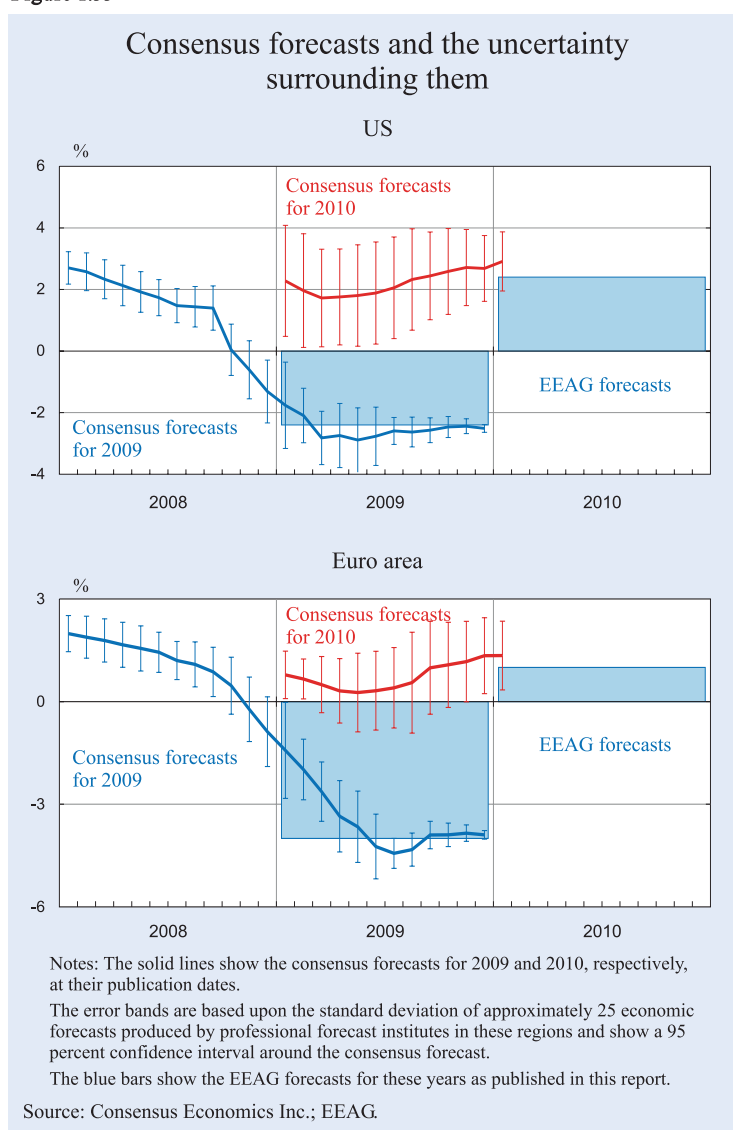 Consensus forecasts and the uncertainty
surrounding them
US
%
6
4
2
0
-2
-4
Consensus forecasts
for 2010
Consensus forecasts
for 2009
EEAG forecasts
2008
2009
2010
Euro area
%
3
0
-3
-6
Consensus forecasts
for 2010
Consensus forecasts
for 2009
EEAG forecasts
2008
2009
2010
Notes: The solid lines show the consensus forecasts for 2009 and 2010, respectively,
at their publication dates.
The error bands are based upon the standard deviation of approximately 25 economic
forecasts produced by professional forecast institutes in these regions and show a 95
percent confidence interval around the consensus forecast.
The blue bars show the EEAG forecasts for these years as published in this report.
Source: Consensus Economics Inc.; EEAG.